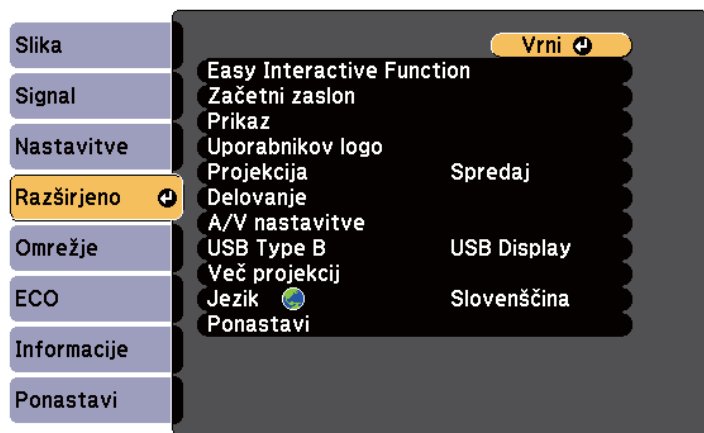 Slika
Signal
Nastavitve
Razširjeno
Omrežje
ECO
Informacije
Ponastavi
Vrni
Easy Interactive Function
Začetni zaslon
Prikaz
Uporabnikov logo
Projekcija Spredaj
Delovanje
A/V nastavitve
USB Type B USB Display
Več projekcij
Jezik Slovenščina
Ponastavi